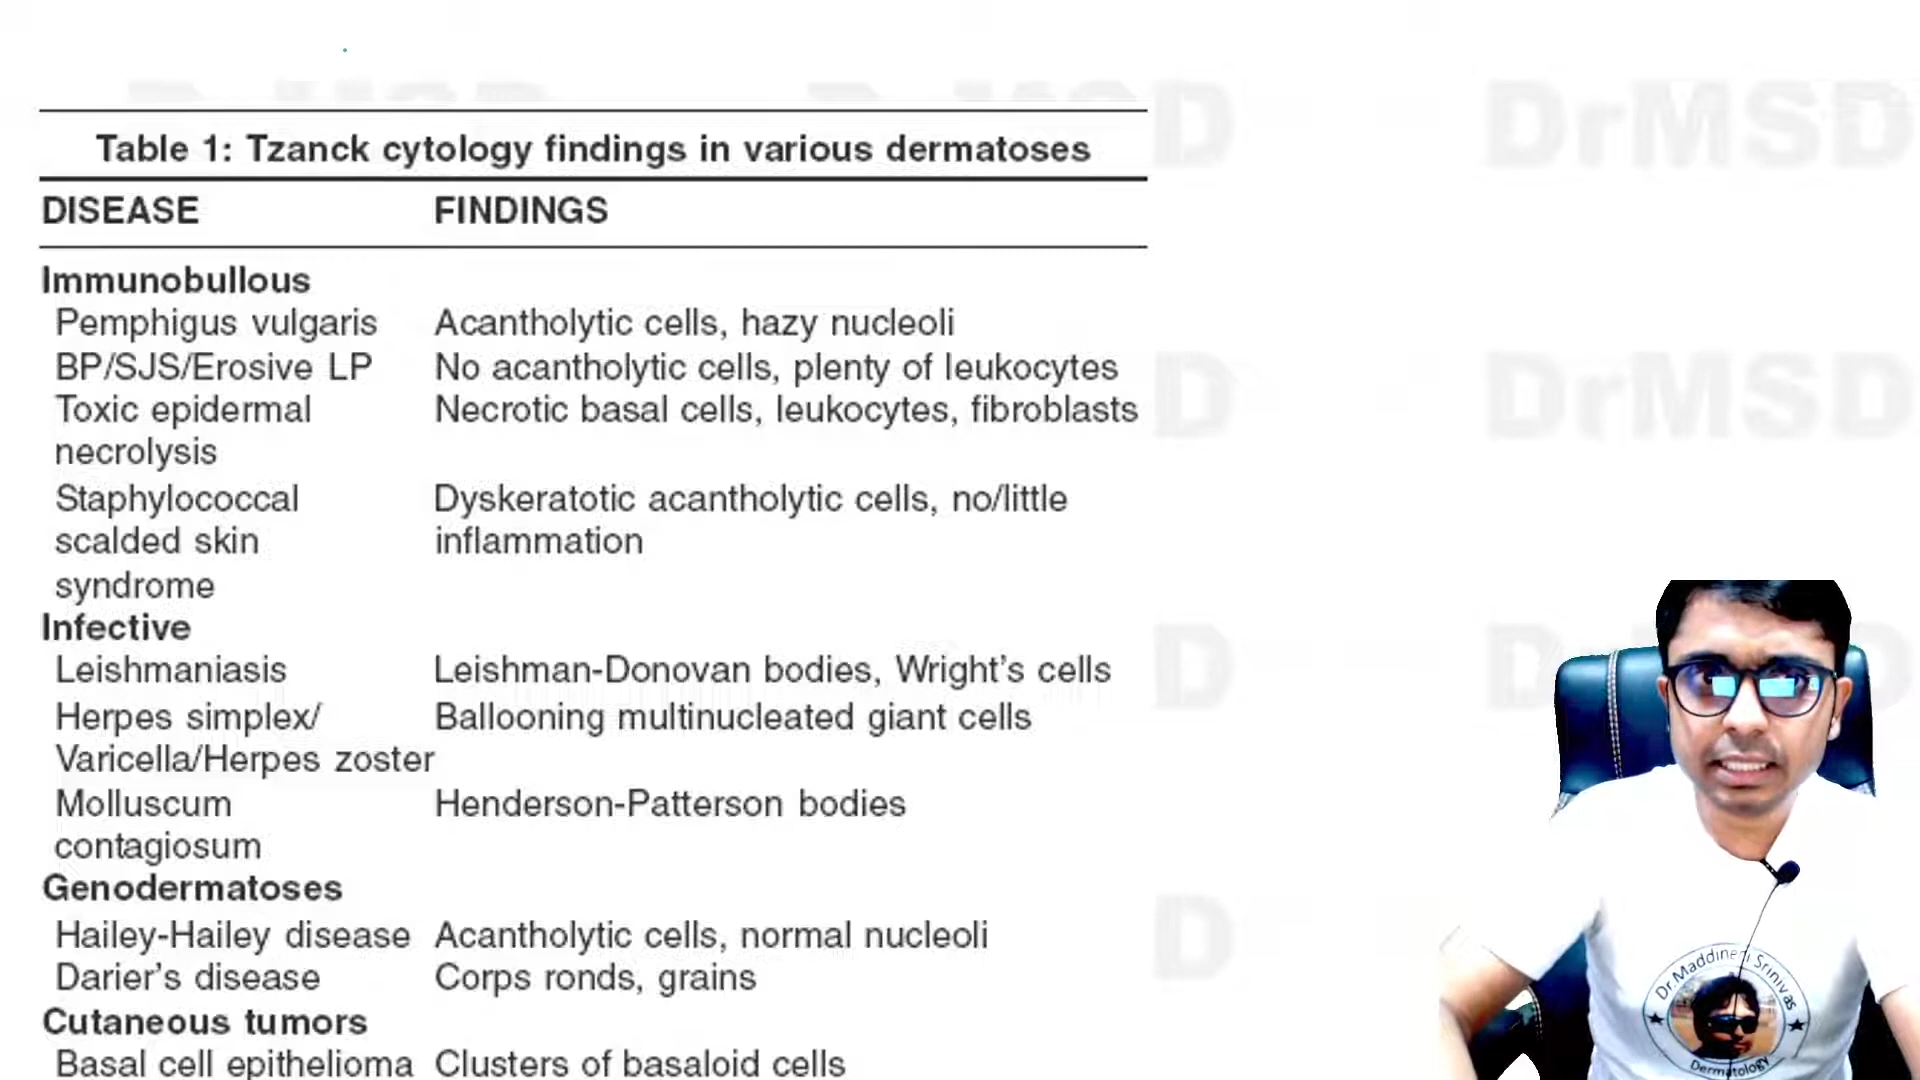 DrMSD
Table 1: Tzanck cytology findings in various dermatoses
DISEASE FINDINGS
Immunobullous
Pemphigus vulgaris Acantholytic cells, hazy nucleoli
BP/SJS/Erosive LP No acantholytic cells, plenty of leukocytes
DrMSD
Toxic epidermal Necrotic basal cells, leukocytes, fibroblasts
necrolysis
Staphylococcal Dyskeratotic acantholytic cells, no/little
scalded skin inflammation
syndrome
Infective
Leishmaniasis Leishman-Donovan bodies, Wright's cells
Herpes simplex/ Ballooning multinucleated giant cells
Varicella/Herpes zoster
Molluscum Henderson-Patterson bodies
contagiosum
Genodermatoses
Hailey-Hailey disease Acantholytic cells, normal nucleoli
Darier's disease Corps ronds, grains
Cutaneous tumors
Basal cell epithelioma Clusters of basaloid cells
Dr.Maddineni Srinivas
Dermatology